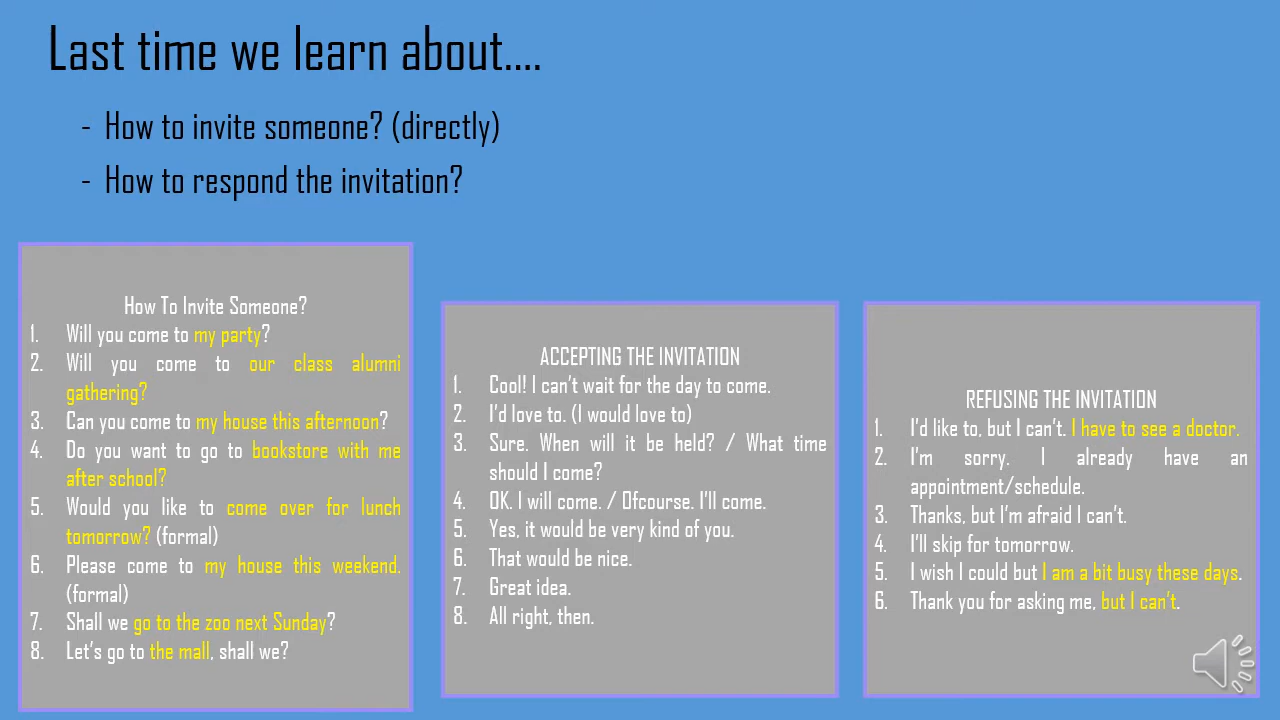 Last time we learn about....
- How to invite someone? (directly)
- How to respond the invitation?
How To Invite Someone?
1. Will you come to my party?
2. Will you come to our class alumni
gathering?
3. Can you come to my house this afternoon?
4. Do you want to go to bookstore with me
after school?
5. Would you like to come over for lunch
tomorrow? (formal)
6. Please come to my house this weekend.
(formal)
7. Shall we go to the zoo next Sunday?
8. Let's go to the mall, shall we?
ACCEPTING THE INVITATION
1. Cool! I can't wait for the day to come.
2. I'd love to. (I would love to)
3. Sure. When will it be held? / What time
should I come?
4. OK. I will come. / Ofcourse. I'll come.
5. Yes, it would be very kind of you.
6. That would be nice.
7. Great idea.
8. All right, then.
REFUSING THE INVITATION
1. I'd like to, but I can't. I have to see a doctor.
2. I'm sorry. I already have an
appointment/schedule.
3. Thanks, but I'm afraid I can't.
4. I'll skip for tomorrow.
5. I wish I could but I am a bit busy these days.
6. Thank you for asking me, but I can't.